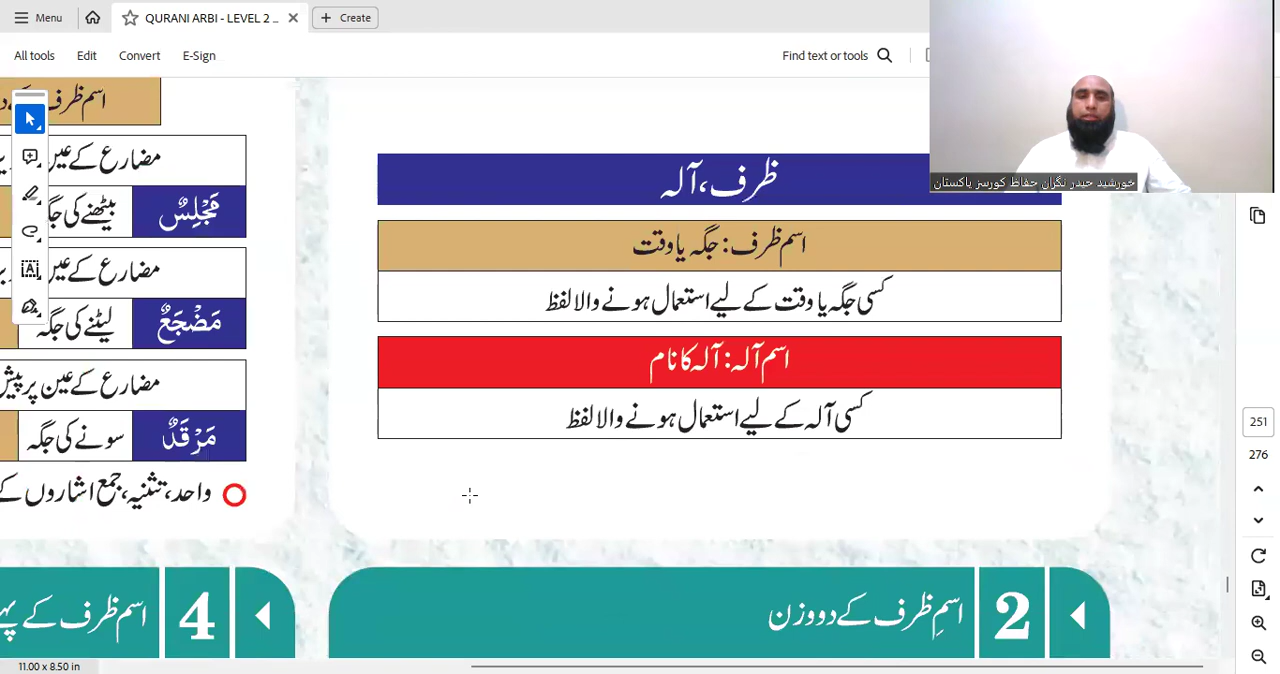 Menu
QURANI ARBI - LEVEL 2 ...
Create
All tools
Edit
Convert
E-Sign
Find text or tools
خورشید حیدر نگران حفاظ کورسز پاکستان
ظرف، آلہ
اسم ظرف: جگہ یا وقت
کسی جگہ یا وقت کے لیے استعمال ہونے والا لفظ
اسم آلہ: آلہ کا نام
کسی آلہ کے لیے استعمال ہونے والا لفظ
2
اسمِ ظرف کے دو وزن
اسم ظرف
مضارع کے عین
مَجْلِسٌ
بیٹھنے کی جگہ
مضارع کے عین
مَضْجَعٌ
لیٹنے کی جگہ
مضارع کے عین پر پیش
مَرْقَدٌ
سونے کی جگہ
واحد، تثنیہ، جمع اشاروں کے
4
اسم ظرف کے
251
276
11.00 x 8.50 in